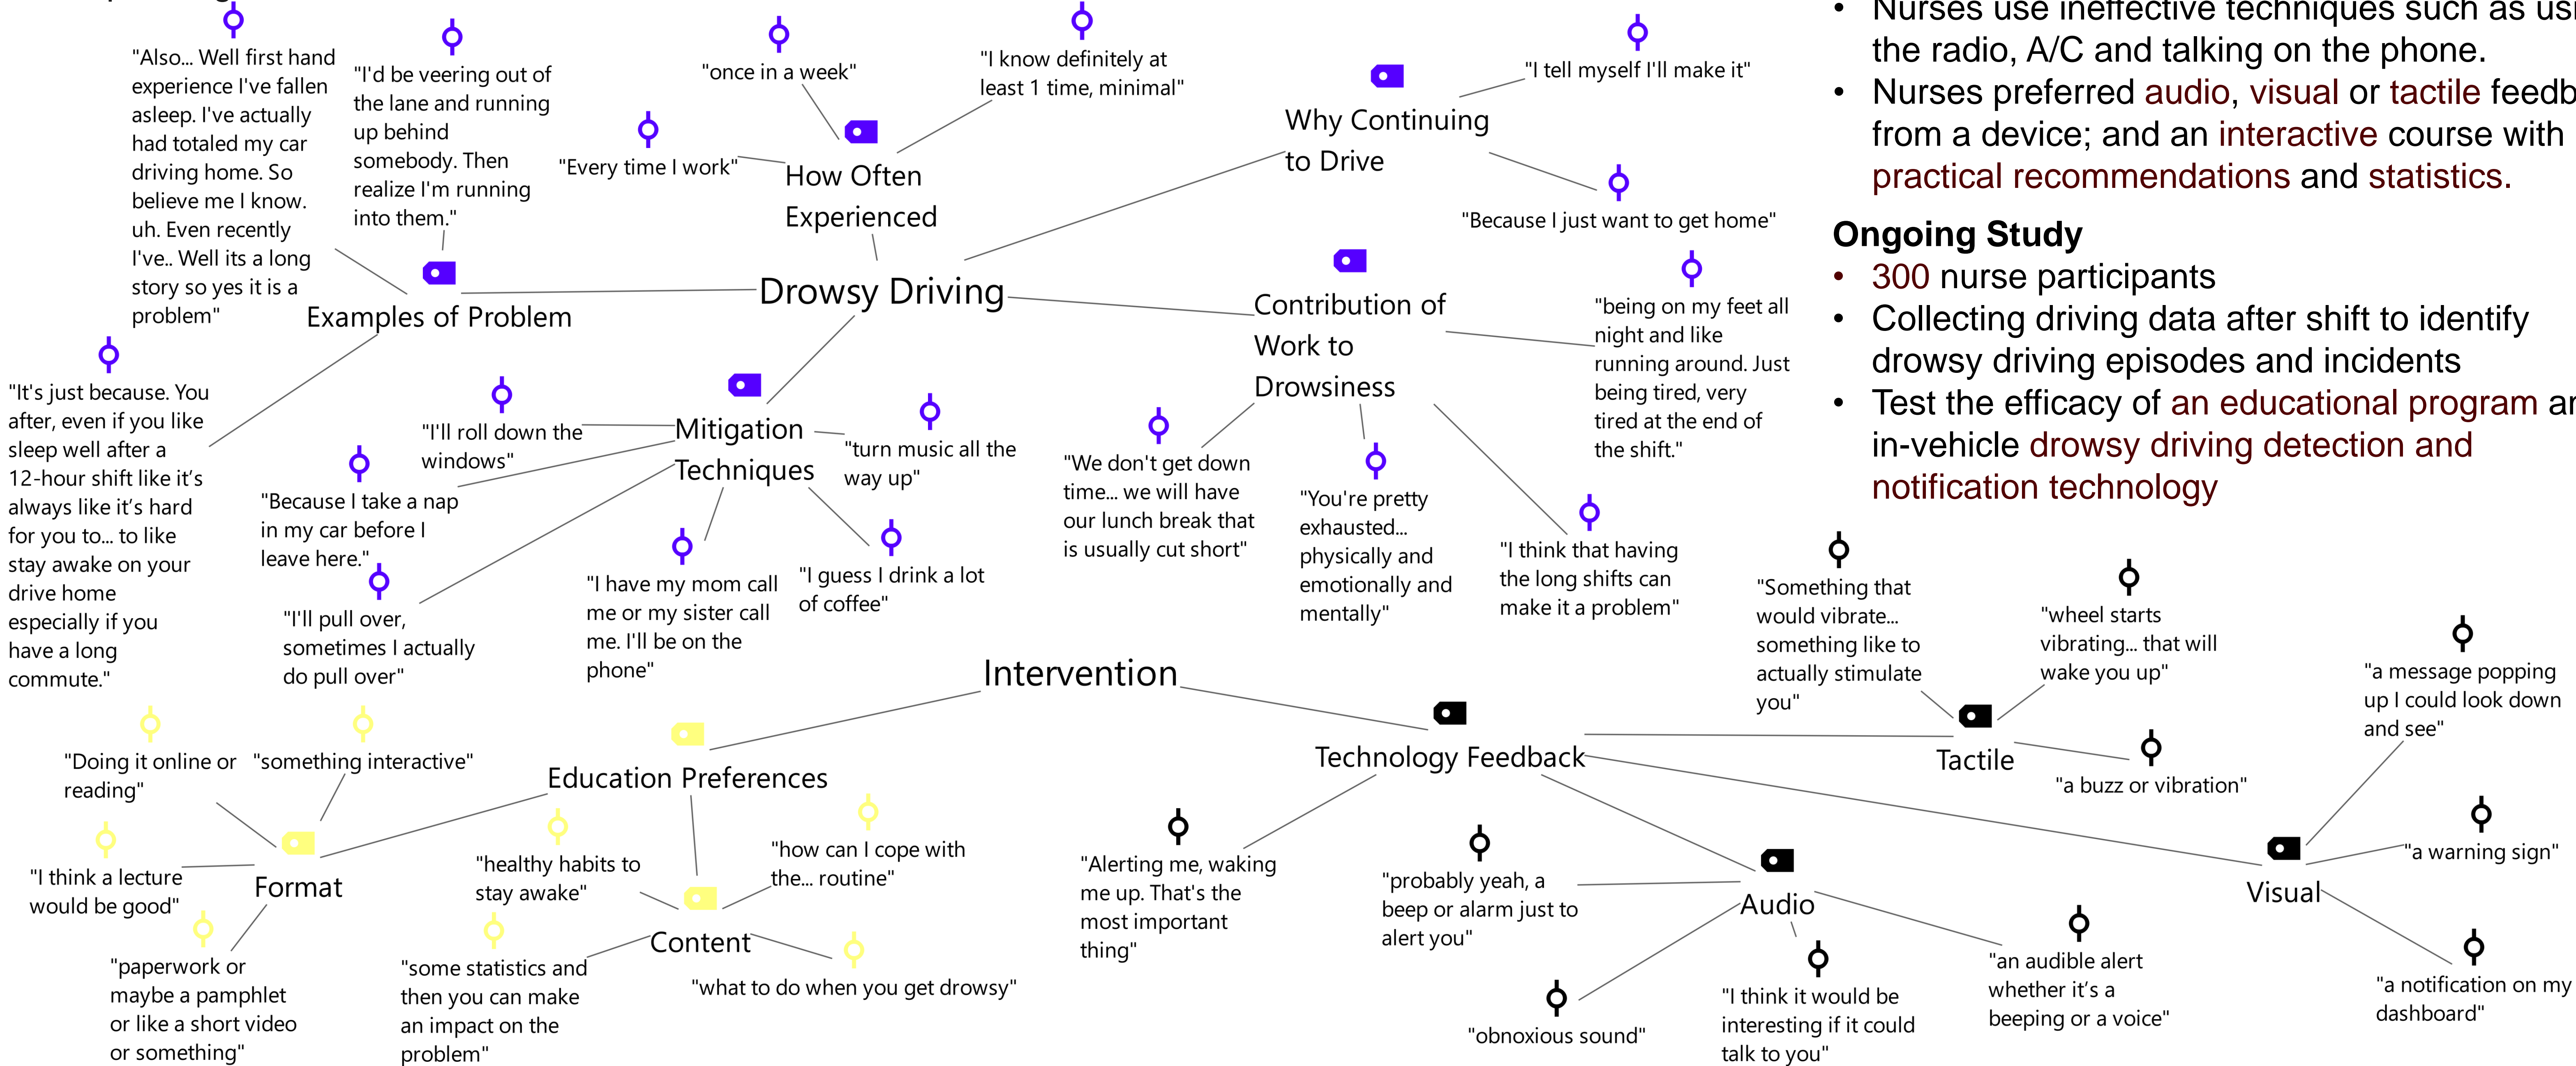 "Also... Well first hand
experience I've fallen
asleep. I've actually
had totaled my car
driving home. So
believe me I know.
uh. Even recently
I've.. Well its a long
story so yes it is a
problem"
"I'd be veering out of
the lane and running
up behind
somebody. Then
realize I'm running
into them."
"once in a week"
"Every time I work"
"I know definitely at
least 1 time, minimal"
How Often
Experienced
Why Continuing
to Drive
"I tell myself I'll make it"
"Because I just want to get home"
Drowsy Driving
Examples of Problem
"It's just because. You
after, even if you like
sleep well after a
12-hour shift like it’s
always like it’s hard
for you to... to like
stay awake on your
drive home
especially if you
have a long
commute."
Mitigation
Techniques
"I'll roll down the
windows"
"Because I take a nap
in my car before I
leave here."
"I'll pull over,
sometimes I actually
do pull over"
"turn music all the
way up"
"I have my mom call
me or my sister call
me. I'll be on the
phone"
"I guess I drink a lot
of coffee"
Contribution of
Work to
Drowsiness
"being on my feet all
night and like
running around. Just
being tired, very
tired at the end of
the shift."
"We don't get down
time... we will have
our lunch break that
is usually cut short"
"You're pretty
exhausted...
physically and
emotionally and
mentally"
"I think that having
the long shifts can
make it a problem"
• Nurses use ineffective techniques such as
the radio, A/C and talking on the phone.
• Nurses preferred audio, visual or tactile
from a device; and an interactive course with
practical recommendations and statistics.
Ongoing Study
• 300 nurse participants
• Collecting driving data after shift to identify
drowsy driving episodes and incidents
• Test the efficacy of an educational program
in-vehicle drowsy driving detection and
notification technology
Intervention
Education Preferences
"Doing it online or
reading"
"something interactive"
"I think a lecture
would be good"
Format
"paperwork or
maybe a pamphlet
or like a short video
or something"
"healthy habits to
stay awake"
"how can I cope with
the... routine"
Content
"some statistics and
then you can make
an impact on the
problem"
"what to do when you get drowsy"
Technology Feedback
"Alerting me, waking
me up. That's the
most important
thing"
"Something that
would vibrate...
something like to
actually stimulate
you"
"wheel starts
vibrating... that will
wake you up"
Tactile
"a buzz or vibration"
"probably yeah, a
beep or alarm just to
alert you"
Audio
"obnoxious sound"
"I think it would be
interesting if it could
talk to you"
"an audible alert
whether it’s a
beeping or a voice"
"a message popping
up I could look down
and see"
"a warning sign"
Visual
"a notification on my
dashboard"